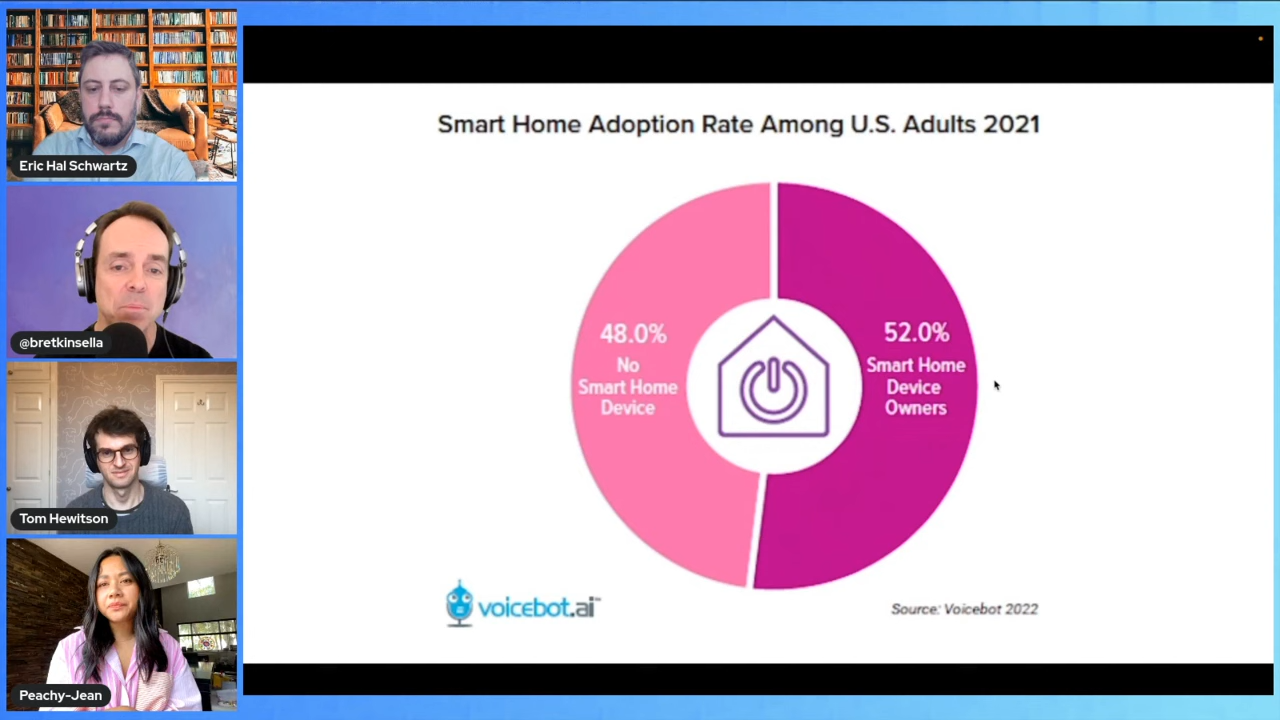 Eric Hal Schwartz
@bretkinsella
Tom Hewitson
Peachy-Jean
Smart Home Adoption Rate Among U.S. Adults 2021
48.0%
No
Smart Home
Device
52.0%
Smart Home
Device
Owners
voicebot.ai
Source: Voicebot 2022